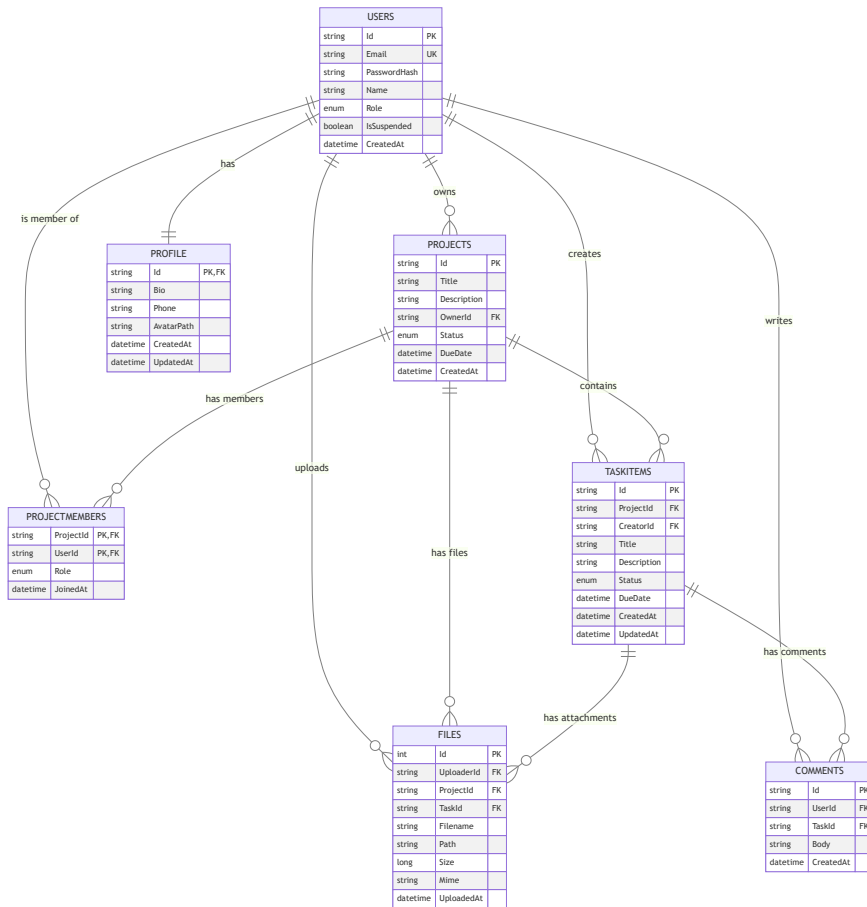 USERS
string Id PK
string Email UK
string PasswordHash
string Name
enum Role
boolean IsSuspended
datetime CreatedAt
has
owns
is member of
creates
writes
PROFILE
string Id PK,FK
string Bio
string Phone
string AvatarPath
datetime CreatedAt
datetime UpdatedAt
PROJECTS
string Id PK
string Title
string Description
string OwnerId FK
enum Status
datetime DueDate
datetime CreatedAt
has members
contains
uploads
has files
PROJECTMEMBERS
string ProjectId PK,FK
string UserId PK,FK
enum Role
datetime JoinedAt
TASKITEMS
string Id PK
string ProjectId FK
string CreatorId FK
string Title
string Description
enum Status
datetime DueDate
datetime CreatedAt
datetime UpdatedAt
has comments
has attachments
FILES
int Id PK
string UploaderId FK
string ProjectId FK
string TaskId FK
string Filename
string Path
long Size
string Mime
datetime UploadedAt
COMMENTS
string Id PK
string UserId FK
string TaskId FK
string Body
datetime CreatedAt